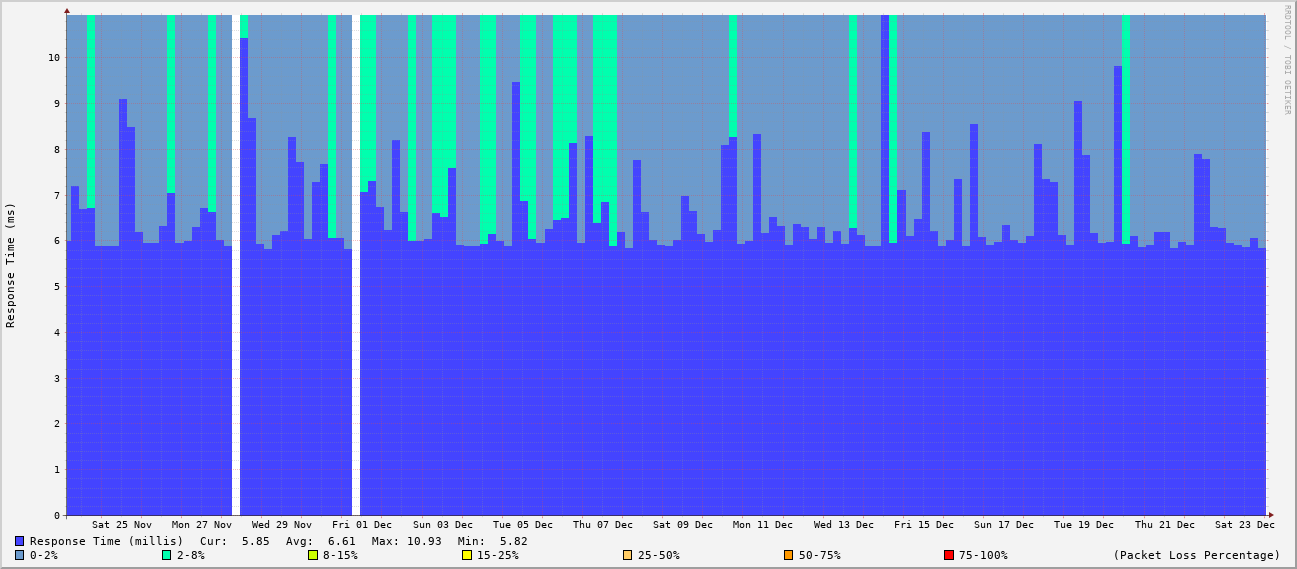 RRDTOOL / TOBI OETIKER
Response Time (ms)
10
9
8
7
6
5
4
3
2
1
0
Sat 25 Nov Mon 27 Nov Wed 29 Nov Fri 01 Dec Sun 03 Dec Tue 05 Dec Thu 07 Dec Sat 09 Dec Mon 11 Dec Wed 13 Dec Fri 15 Dec Sun 17 Dec Tue 19 Dec Thu 21 Dec Sat 23 Dec
Response Time (millis) Cur: 5.85 Avg: 6.61 Max: 10.93 Min: 5.82
0-2% 2-8% 8-15% 15-25% 25-50% 50-75% 75-100% (Packet Loss Percentage)